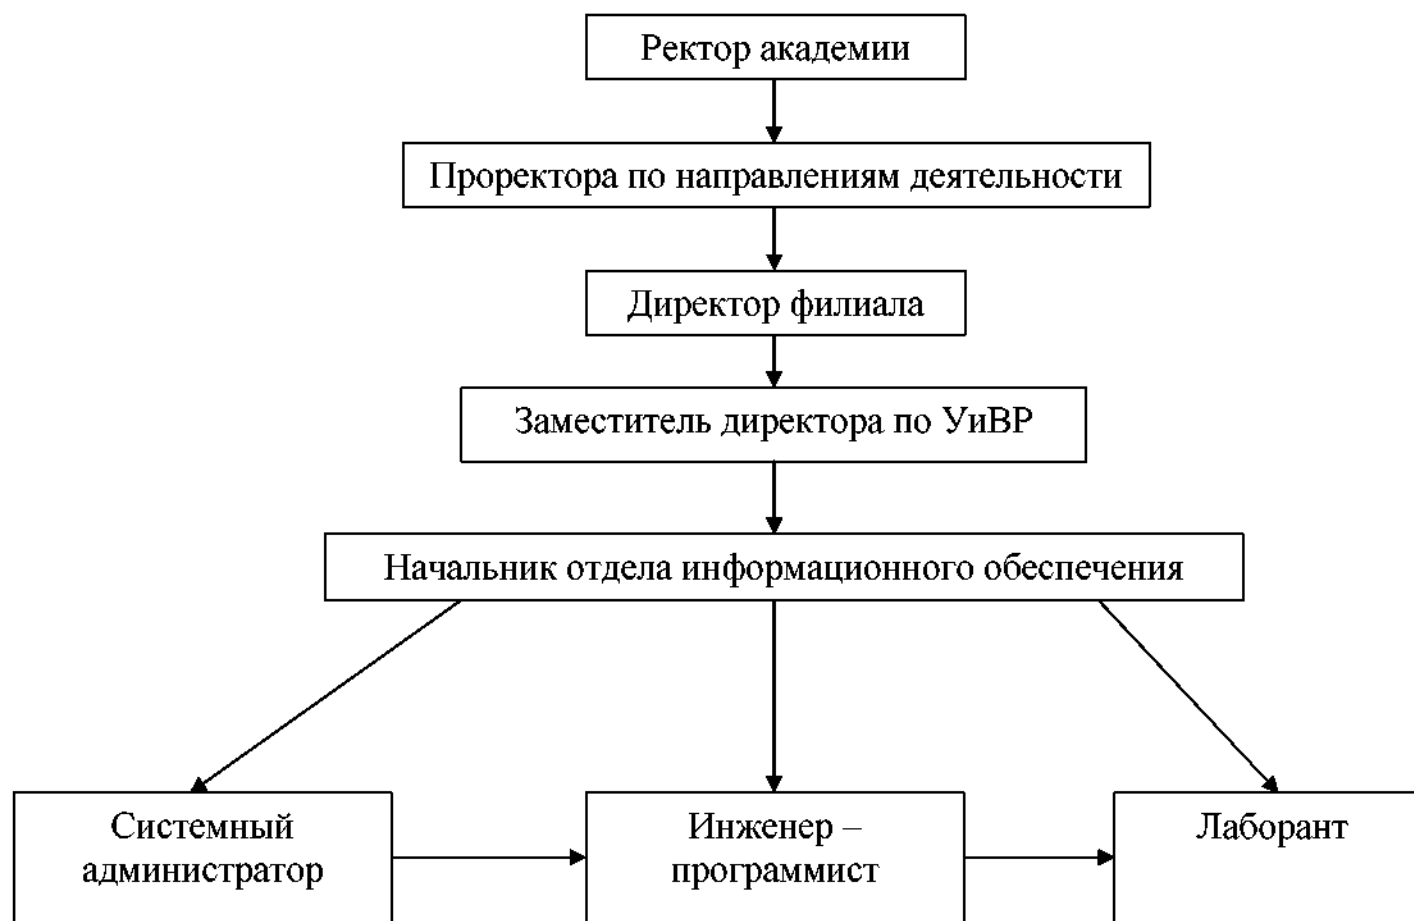 Ректор академии
Проректора по направлениям деятельности
Директор филиала
Заместитель директора по УиВР
Начальник отдела информационного обеспечения
Системный
администратор
Инженер –
программист
Лаборант